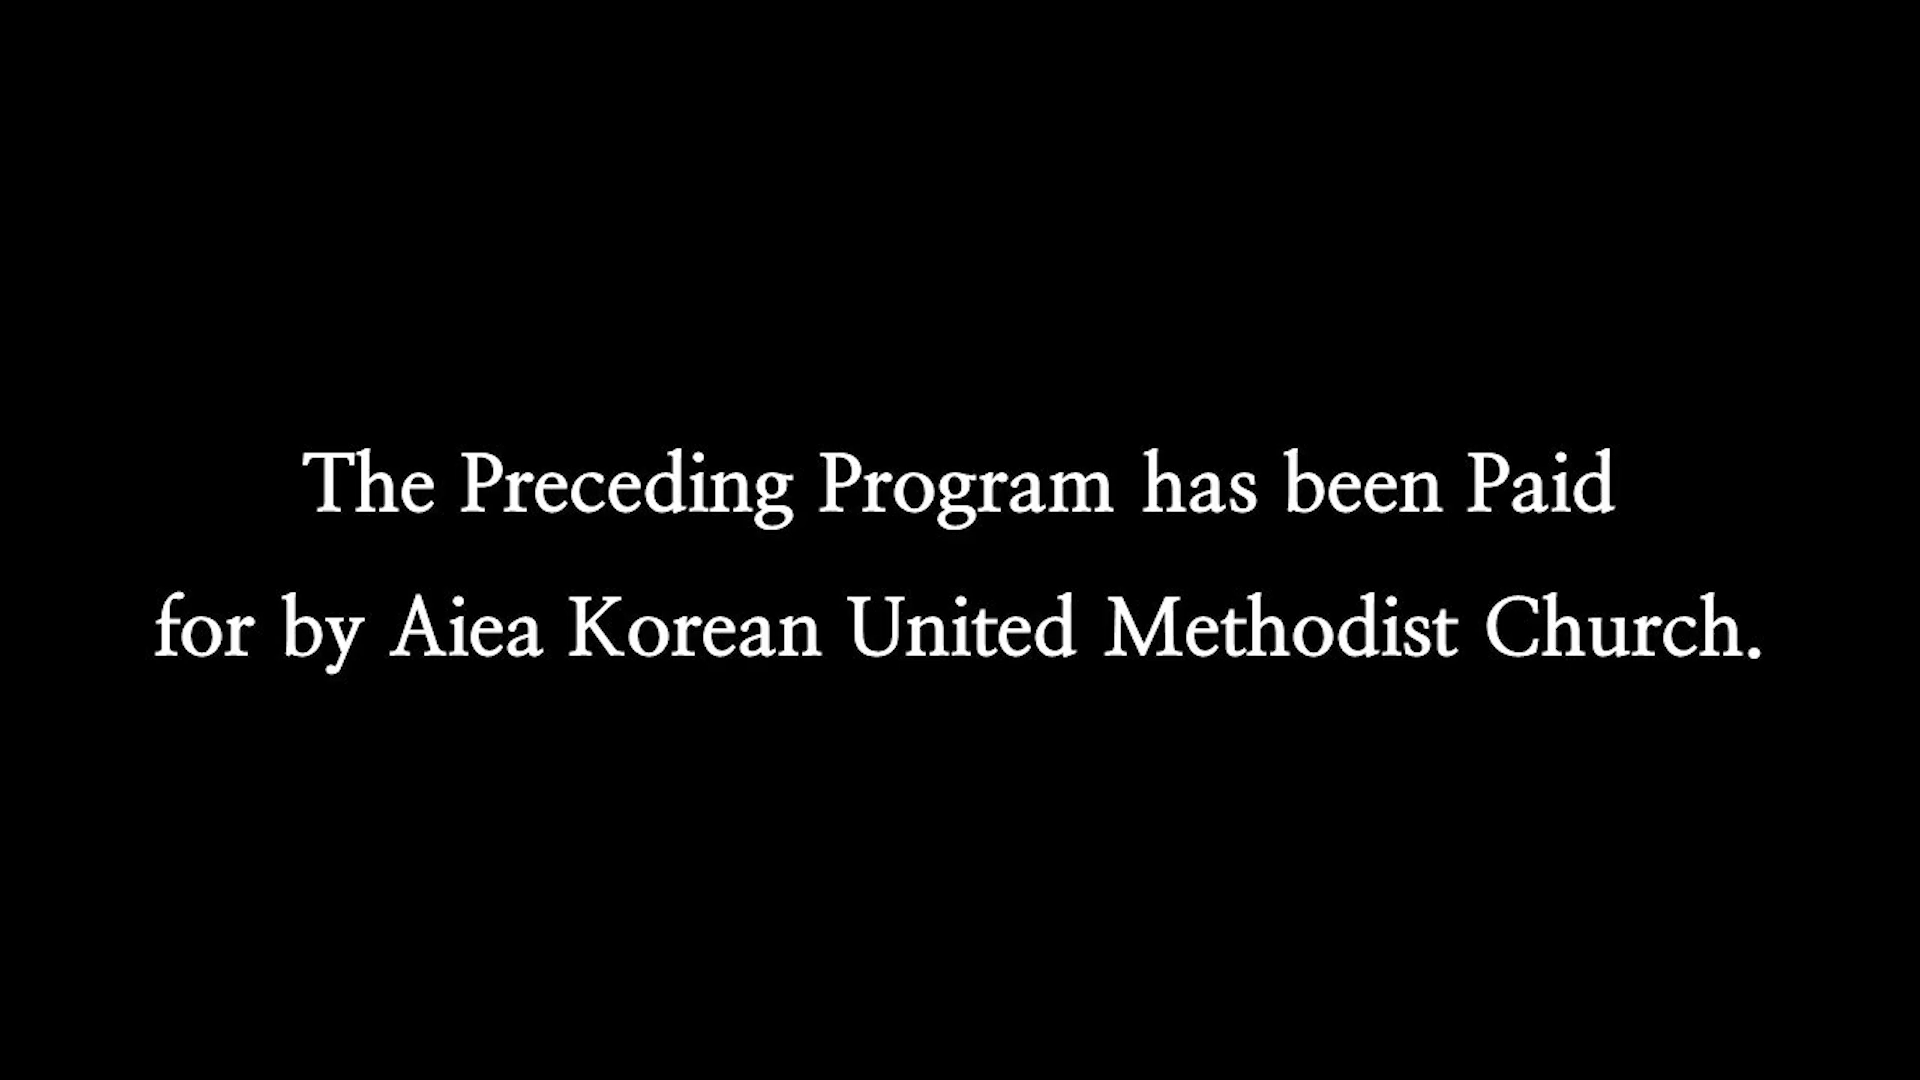 The Preceding Program has been Paid
for by Aiea Korean United Methodist Church.